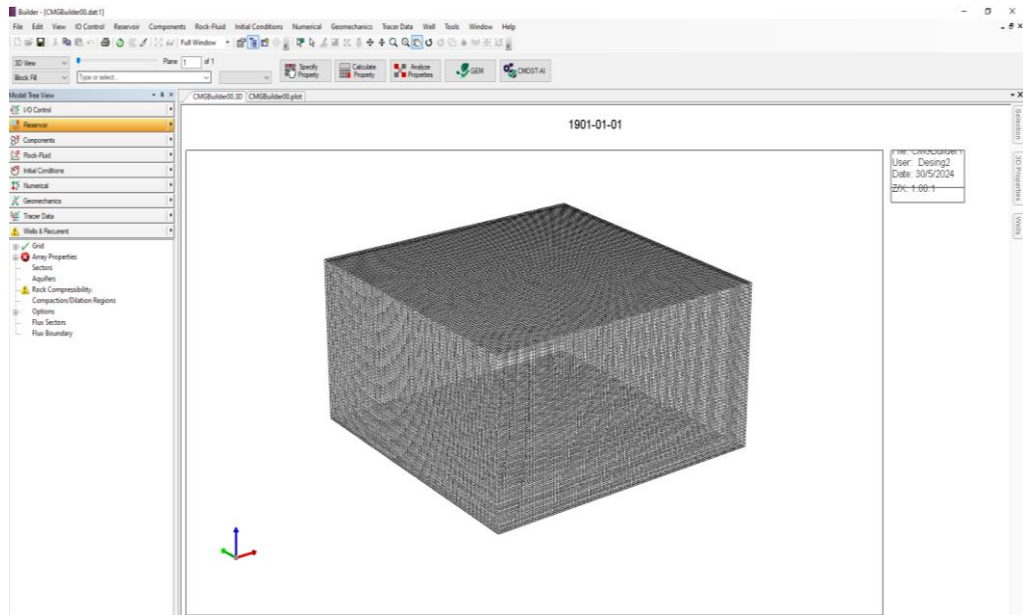 Builder - [CMGBuilder00.dat:1]
File Edit View IO Control Reservoir Components Rock-Fluid Initial Conditions Numerical Geomechanics Tracer Data Well Tools Window Help
Full Window
3D View Plane 1 of 1
Block Fill Type or select...
Specify Property
Calculate Property
Analyze Properties
GEM
CMOST-AI
Model Tree View
CMGBuilder00.3D CMGBuilder00.plot
I/O Control
Reservoir
Components
Rock-Fluid
Initial Conditions
Numerical
Geomechanics
Tracer Data
Wells & Recurrent
Grid
Array Properties
Sectors
Aquifers
Rock Compressibility.
Compaction/Dilation Regions
Options
Flux Sectors
Flux Boundary
1901-01-01
User: Desing2
Date: 30/5/2024
Z/X: 1.00:1
Selection
3D Properties
Wells